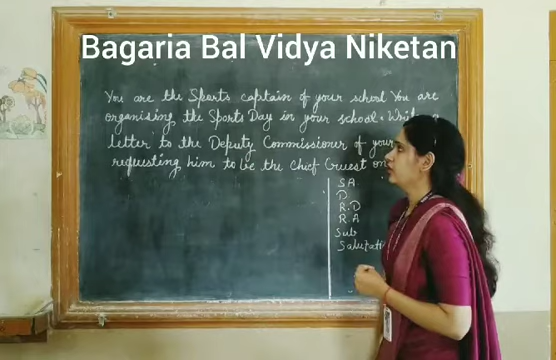 Bagaria Bal Vidya Niketan
You are the Sports captain of your school You are
organising the Sports Day in your school. Write
letter to the Deputy Commissioner of your
requesting him to be the Chief Guest on
S A
D
R. D
R. A
Sub